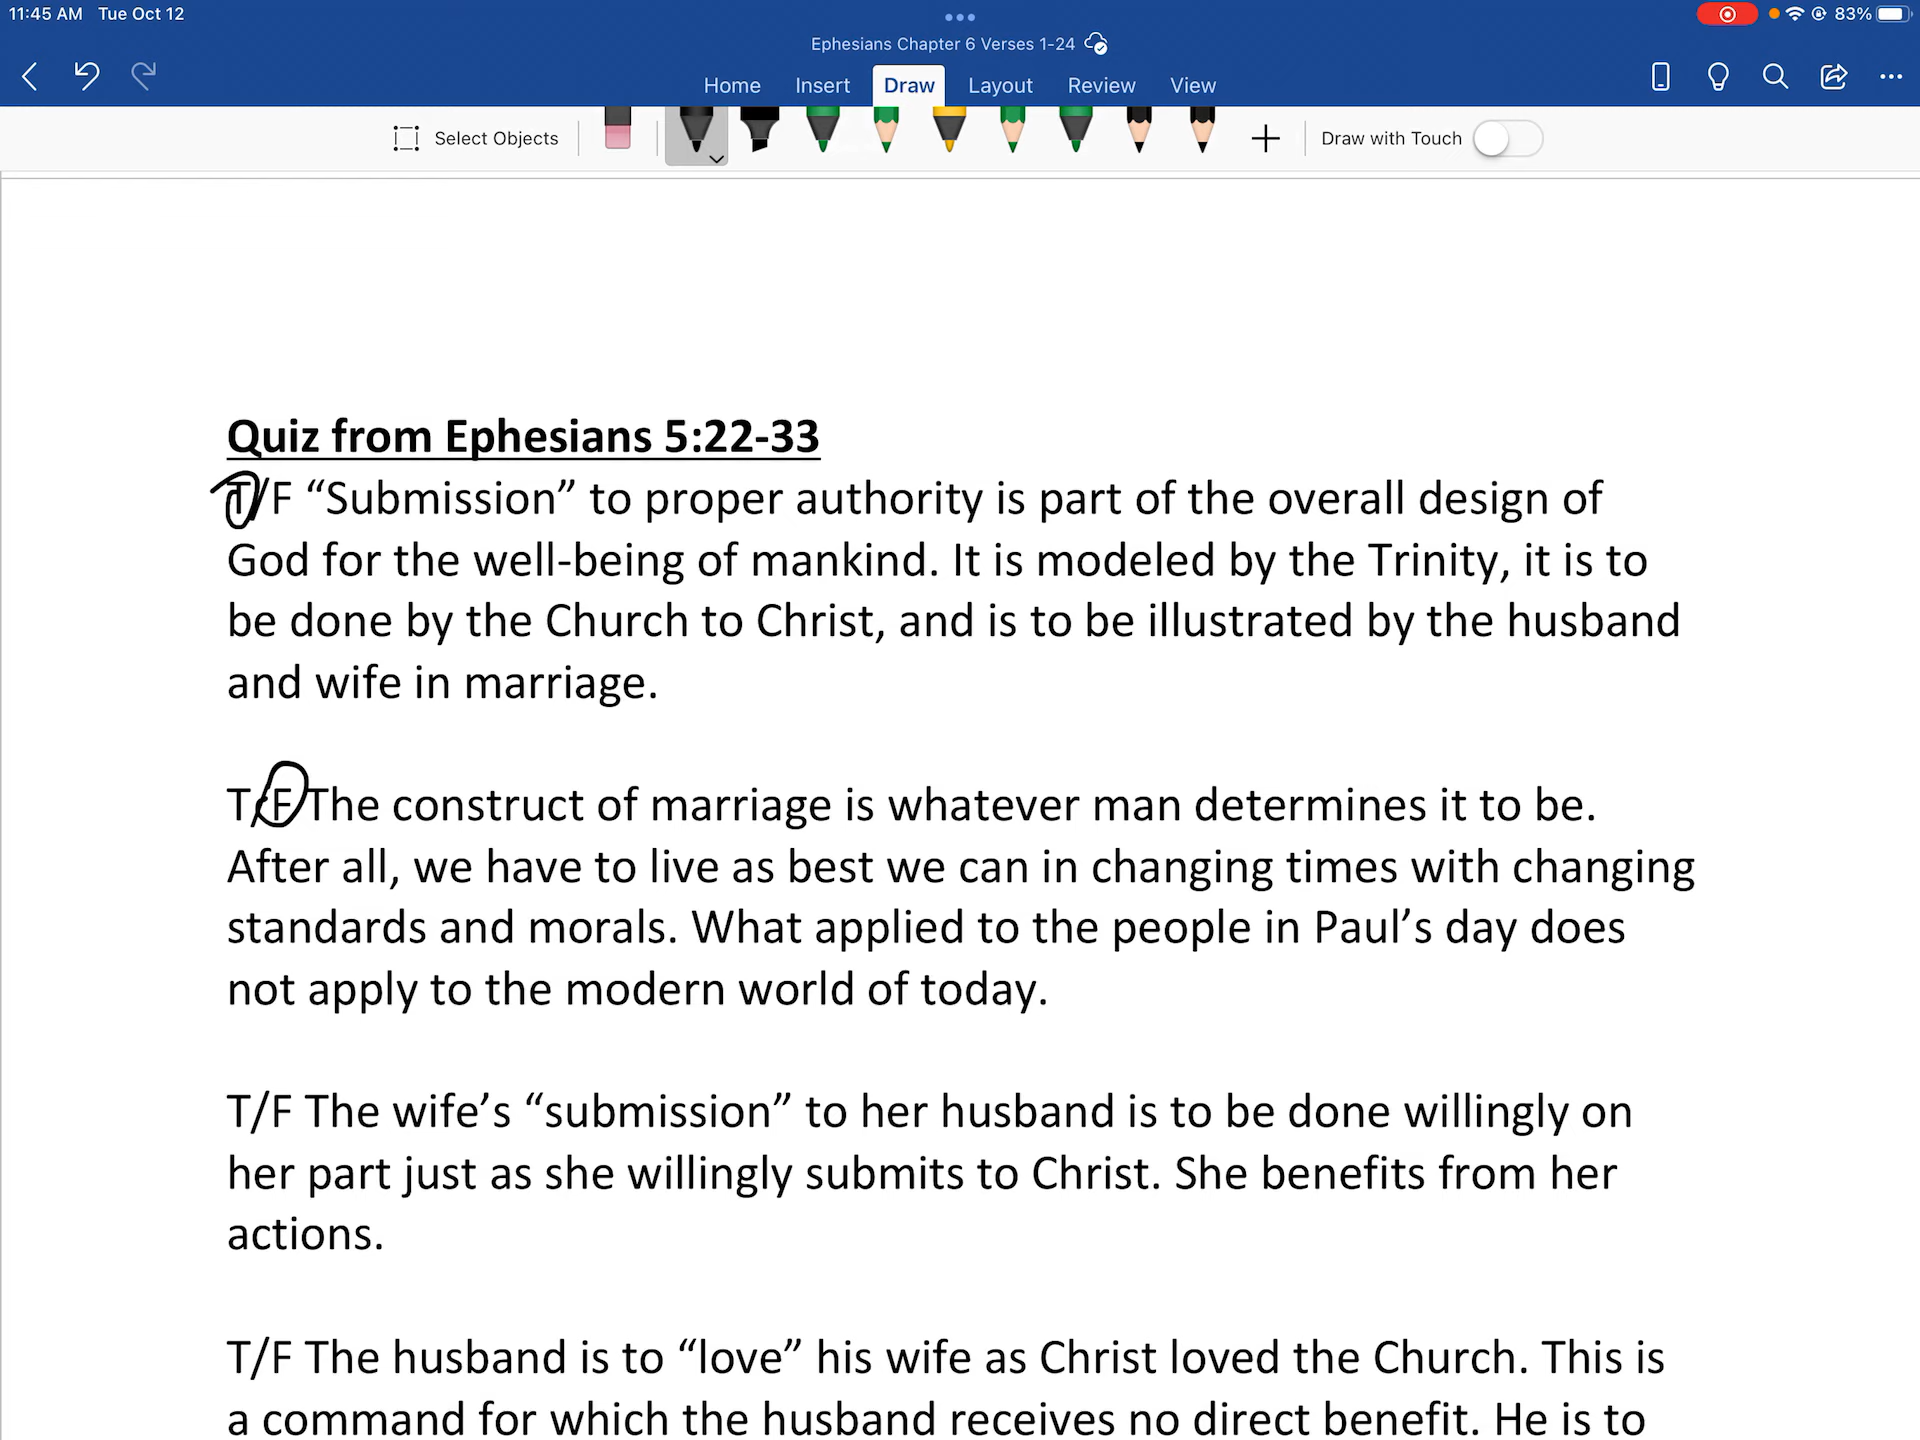 11:45 AM Tue Oct 12
83%
Ephesians Chapter 6 Verses 1-24
Home Insert Draw Layout Review View
Select Objects
Draw with Touch
Quiz from Ephesians 5:22-33
T/F “Submission” to proper authority is part of the overall design of
God for the well-being of mankind. It is modeled by the Trinity, it is to
be done by the Church to Christ, and is to be illustrated by the husband
and wife in marriage.
T/F The construct of marriage is whatever man determines it to be.
After all, we have to live as best we can in changing times with changing
standards and morals. What applied to the people in Paul’s day does
not apply to the modern world of today.
T/F The wife’s “submission” to her husband is to be done willingly on
her part just as she willingly submits to Christ. She benefits from her
actions.
T/F The husband is to “love” his wife as Christ loved the Church. This is
a command for which the husband receives no direct benefit. He is to